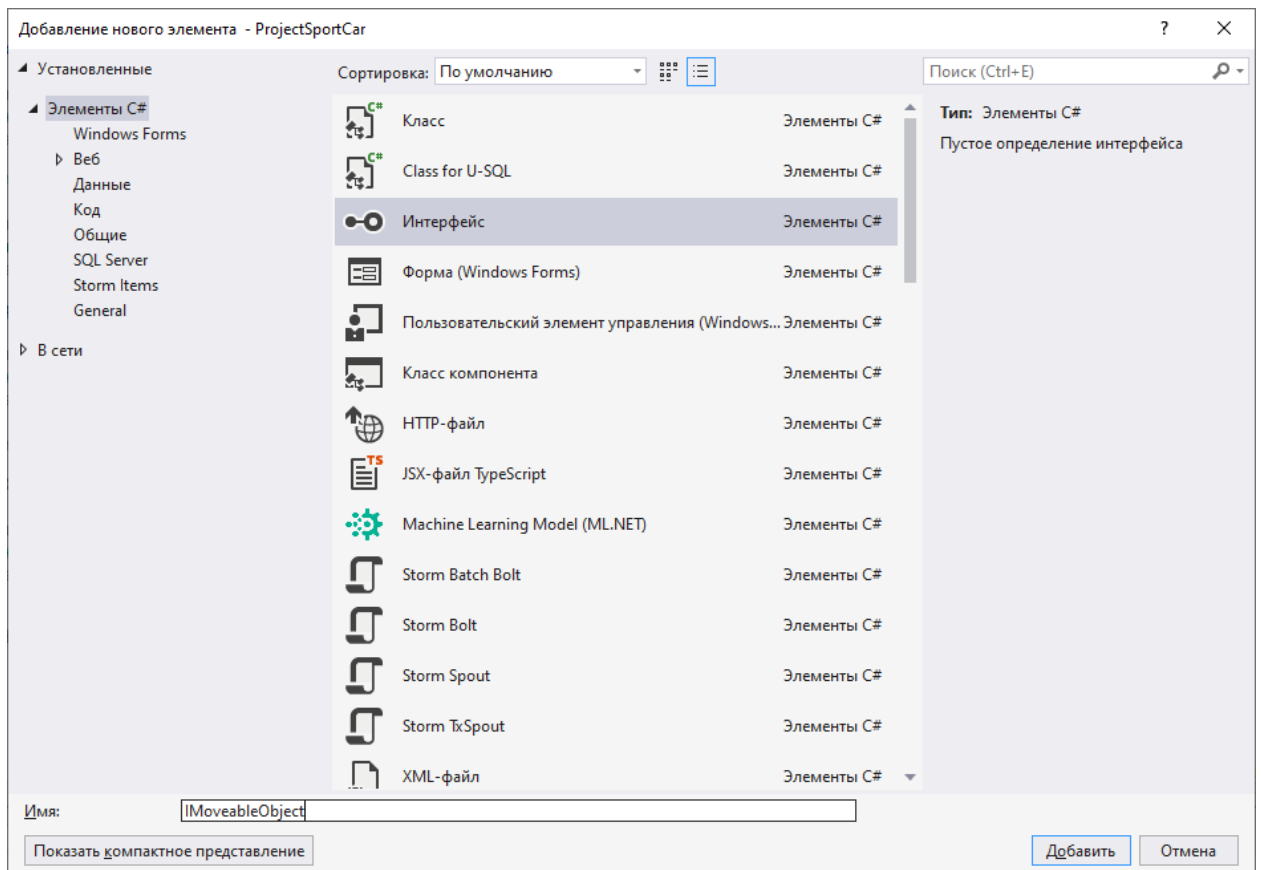 Добавление нового элемента - ProjectSportCar
?
Установленные
Сортировка: По умолчанию
Поиск (Ctrl+E)
Элементы C#
Windows Forms
Веб
Данные
Код
Общие
SQL Server
Storm Items
General
В сети
C# Класс Элементы C#
C# Class for U-SQL Элементы C#
Интерфейс Элементы C#
Форма (Windows Forms) Элементы C#
Пользовательский элемент управления (Windows... Элементы C#
Класс компонента Элементы C#
HTTP-файл Элементы C#
TS JSX-файл TypeScript Элементы C#
Machine Learning Model (ML.NET) Элементы C#
Storm Batch Bolt Элементы C#
Storm Bolt Элементы C#
Storm Spout Элементы C#
Storm TxSpout Элементы C#
XML-файл Элементы C#
Тип: Элементы C#
Пустое определение интерфейса
Имя: IMoveableObject
Показать компактное представление
Добавить
Отмена